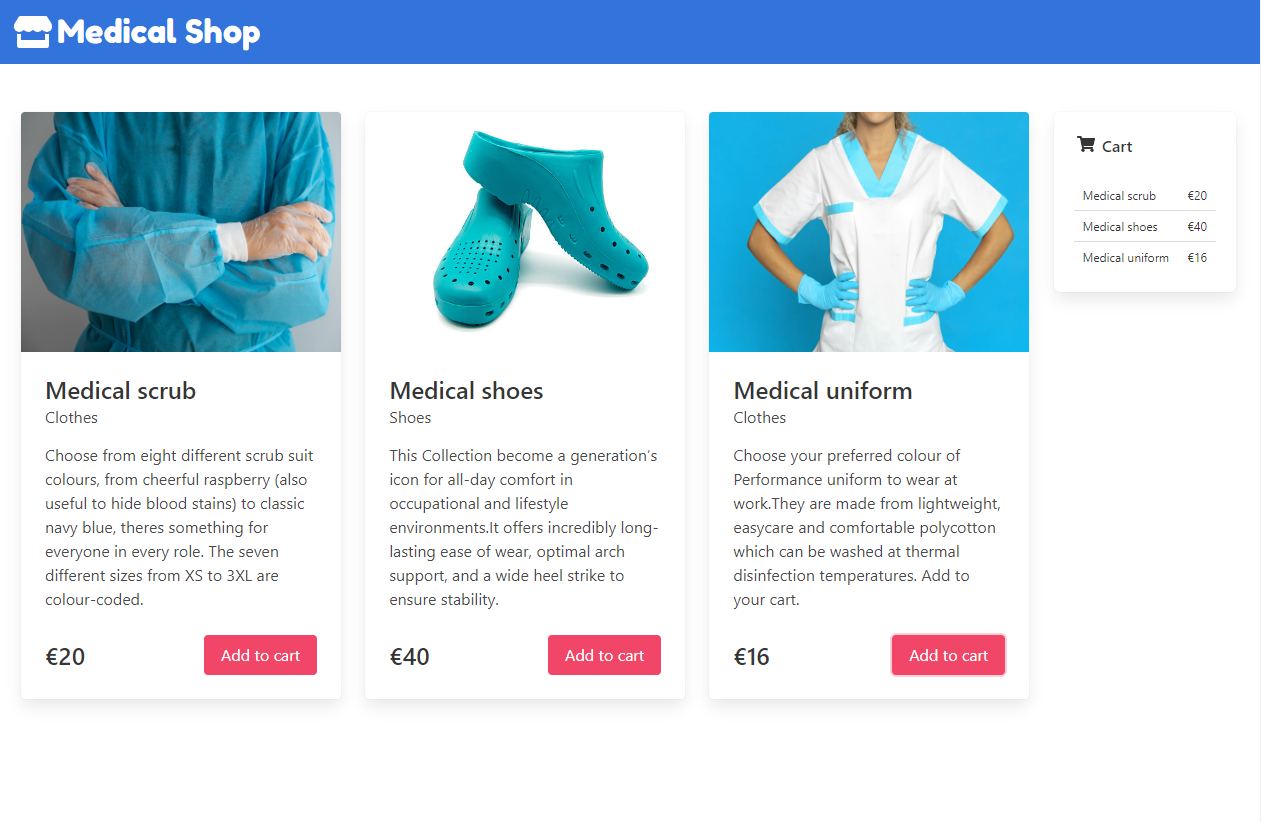 Medical Shop
Medical scrub
Clothes
Choose from eight different scrub suit
colours, from cheerful raspberry (also
useful to hide blood stains) to classic
navy blue, theres something for
everyone in every role. The seven
different sizes from XS to 3XL are
colour-coded.
€20
Add to cart
Medical shoes
Shoes
This Collection become a generation’s
icon for all-day comfort in
occupational and lifestyle
environments.It offers incredibly long-
lasting ease of wear, optimal arch
support, and a wide heel strike to
ensure stability.
€40
Add to cart
Medical uniform
Clothes
Choose your preferred colour of
Performance uniform to wear at
work.They are made from lightweight,
easycare and comfortable polycotton
which can be washed at thermal
disinfection temperatures. Add to
your cart.
€16
Add to cart
Cart
Medical scrub €20
Medical shoes €40
Medical uniform €16